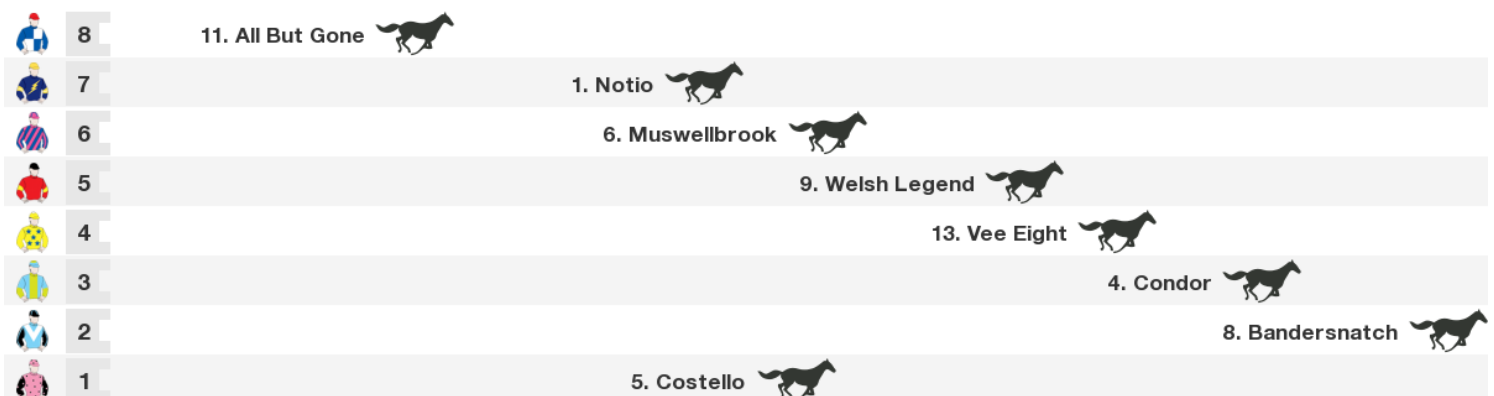 8 11. All But Gone
7 1. Notio
6 6. Muswellbrook
5 9. Welsh Legend
4 13. Vee Eight
3 4. Condor
2 8. Bandersnatch
1 5. Costello